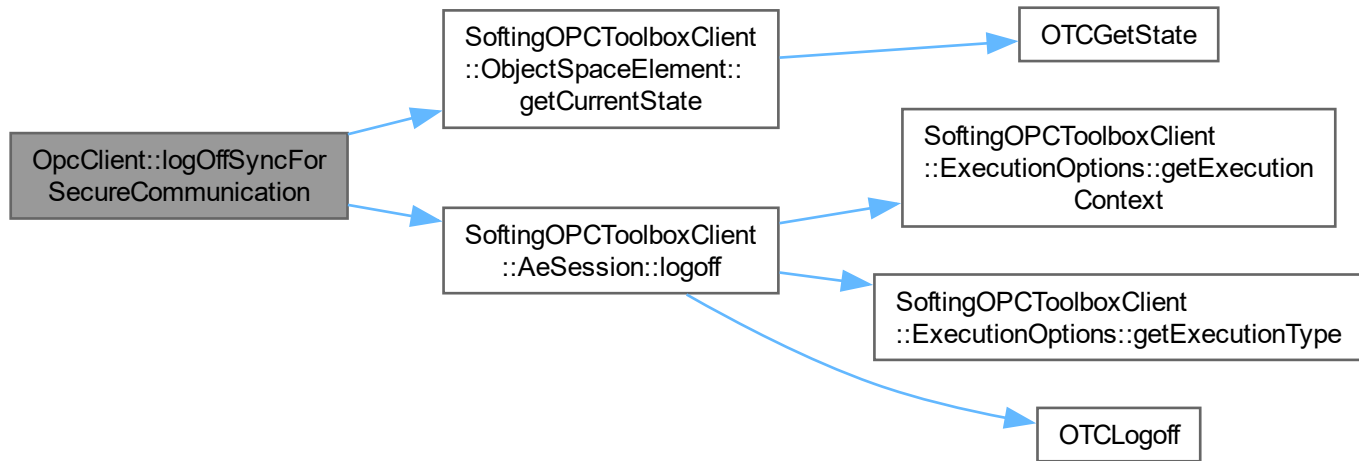 OpcClient::logOffSyncFor
SecureCommunication
SoftingOPCToolboxClient
::ObjectSpaceElement::
getCurrentState
OTCGetState
SoftingOPCToolboxClient
::AeSession::logoff
SoftingOPCToolboxClient
::ExecutionOptions::getExecution
Context
SoftingOPCToolboxClient
::ExecutionOptions::getExecutionType
OTCLogoff